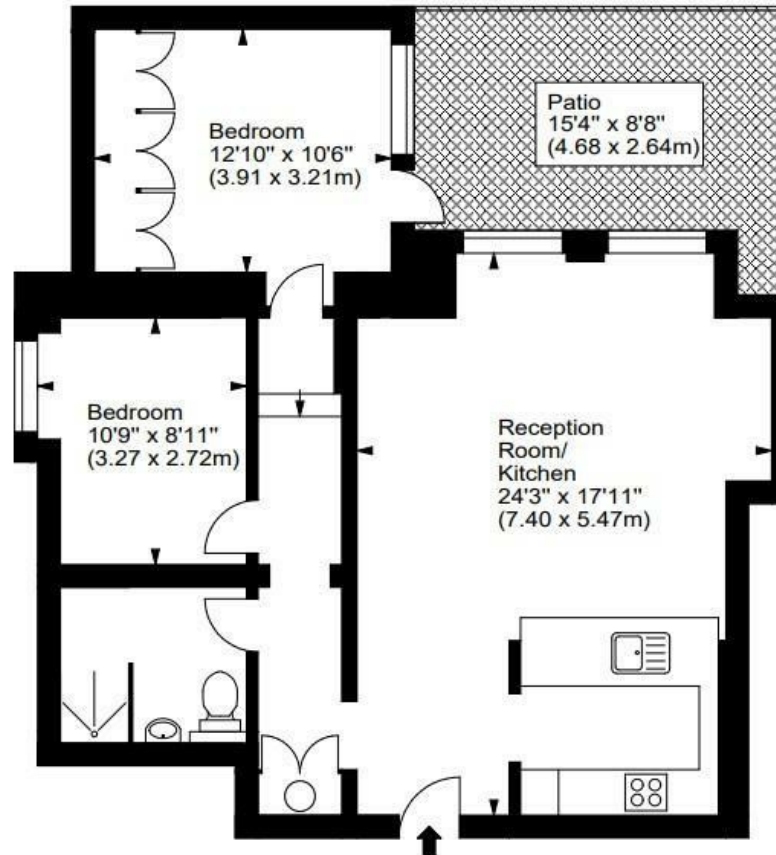 Patio
15'4" x 8'8"
(4.68 x 2.64m)
Bedroom
12'10" x 10'6"
(3.91 x 3.21m)
Bedroom
10'9" x 8'11"
(3.27 x 2.72m)
Reception
Room/
Kitchen
24'3" x 17'11"
(7.40 x 5.47m)